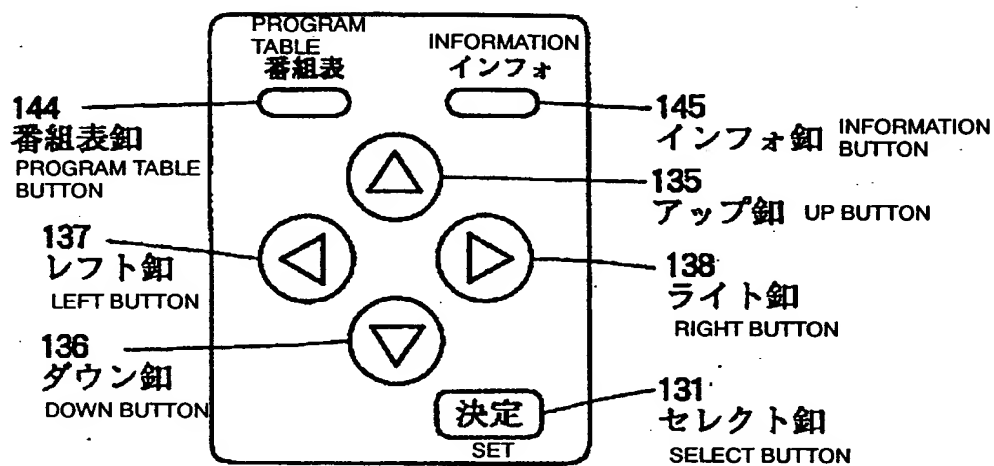 PROGRAM
TABLE
番組表
INFORMATION
インフォ
144
番組表釦
PROGRAM TABLE
BUTTON
145
インフォ釦 INFORMATION
BUTTON
135
アップ釦 UP BUTTON
137
レフト釦
LEFT BUTTON
138
ライト釦
RIGHT BUTTON
136
ダウン釦
DOWN BUTTON
決定
SET
131
セレクト釦
SELECT BUTTON